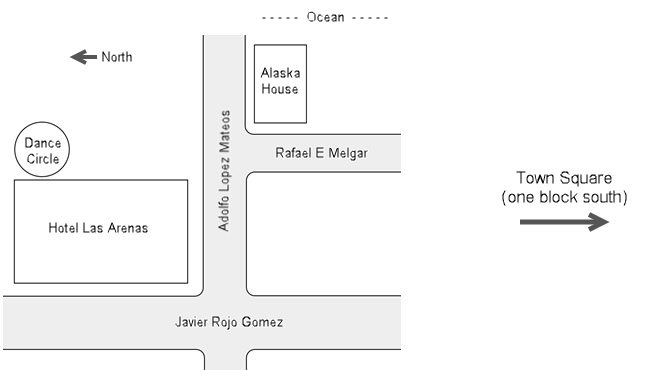 ----- Ocean -----
North
Alaska
House
Adolfo Lopez Mateos
Dance
Circle
Rafael E Melgar
Town Square
(one block south)
Hotel Las Arenas
Javier Rojo Gomez